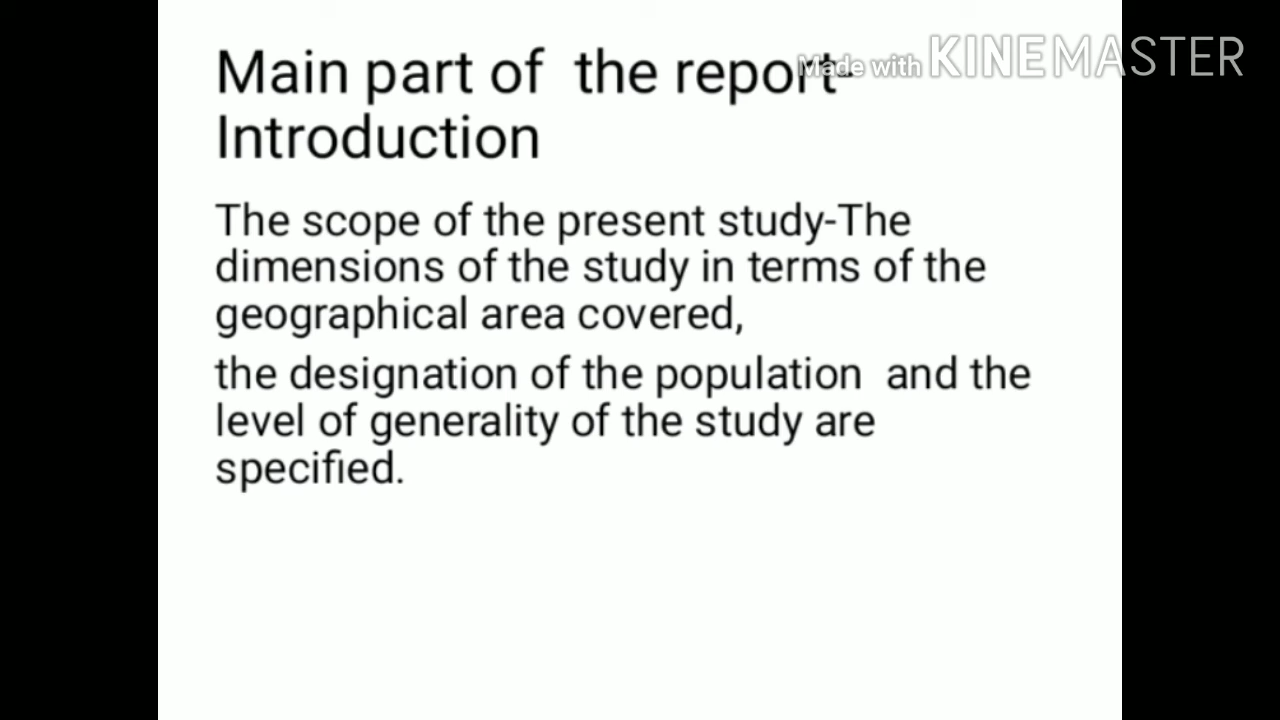 Main part of  the report-
Made with KINEMASTER
Introduction
The scope of the present study-The
dimensions of the study in terms of the
geographical area covered,
the designation of the population  and the
level of generality of the study are
specified.